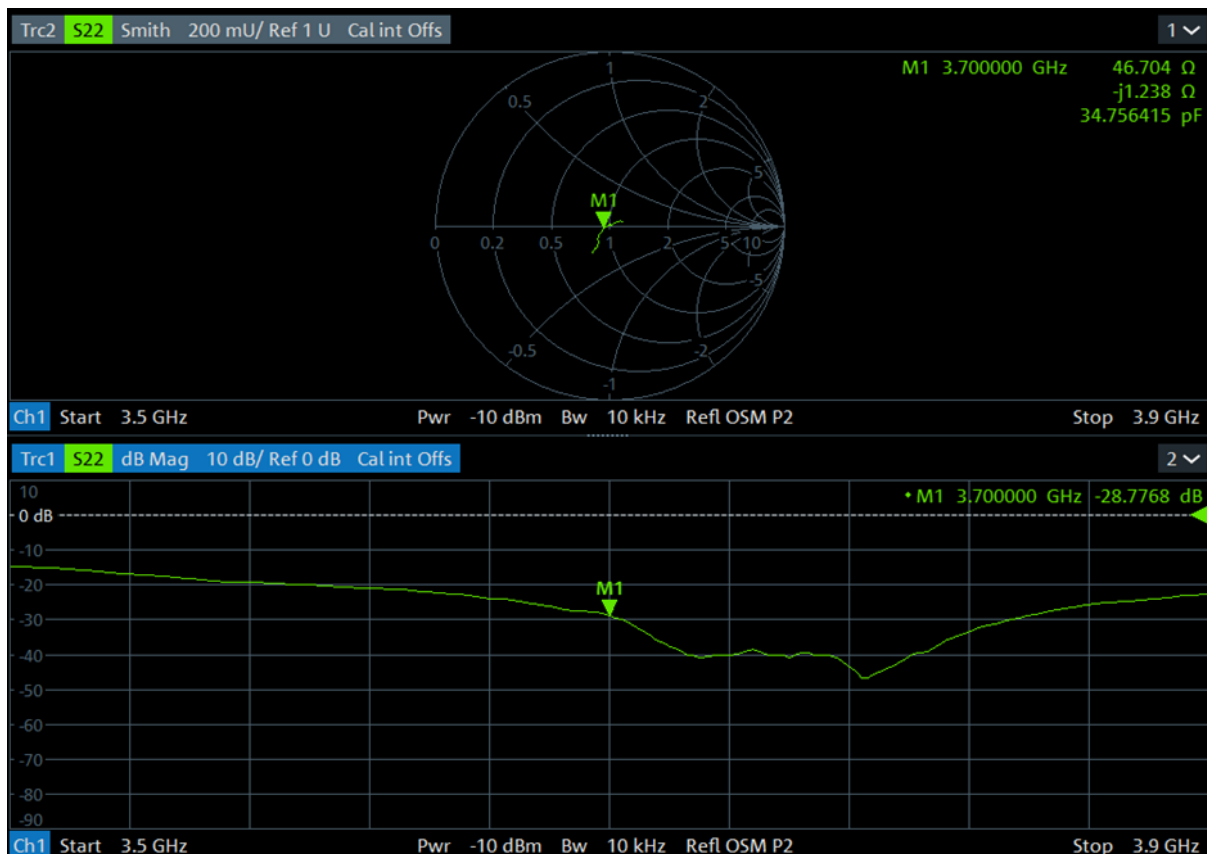 Trc2 S22 Smith 200 mU/ Ref 1 U Cal int Offs 1
M1 3.700000 GHz 46.704 Ω
-j1.238 Ω
34.756415 pF
1
0.5 2
5
M1
0 0.2 0.5 1 2 5 10
-5
-0.5 -2
-1
Ch1 Start 3.5 GHz Pwr -10 dBm Bw 10 kHz Refl OSM P2 Stop 3.9 GHz
Trc1 S22 dB Mag 10 dB/ Ref 0 dB Cal int Offs 2
10 • M1 3.700000 GHz -28.7768 dB
0 dB
-10
-20
M1
-30
-40
-50
-60
-70
-80
-90
Ch1 Start 3.5 GHz Pwr -10 dBm Bw 10 kHz Refl OSM P2 Stop 3.9 GHz